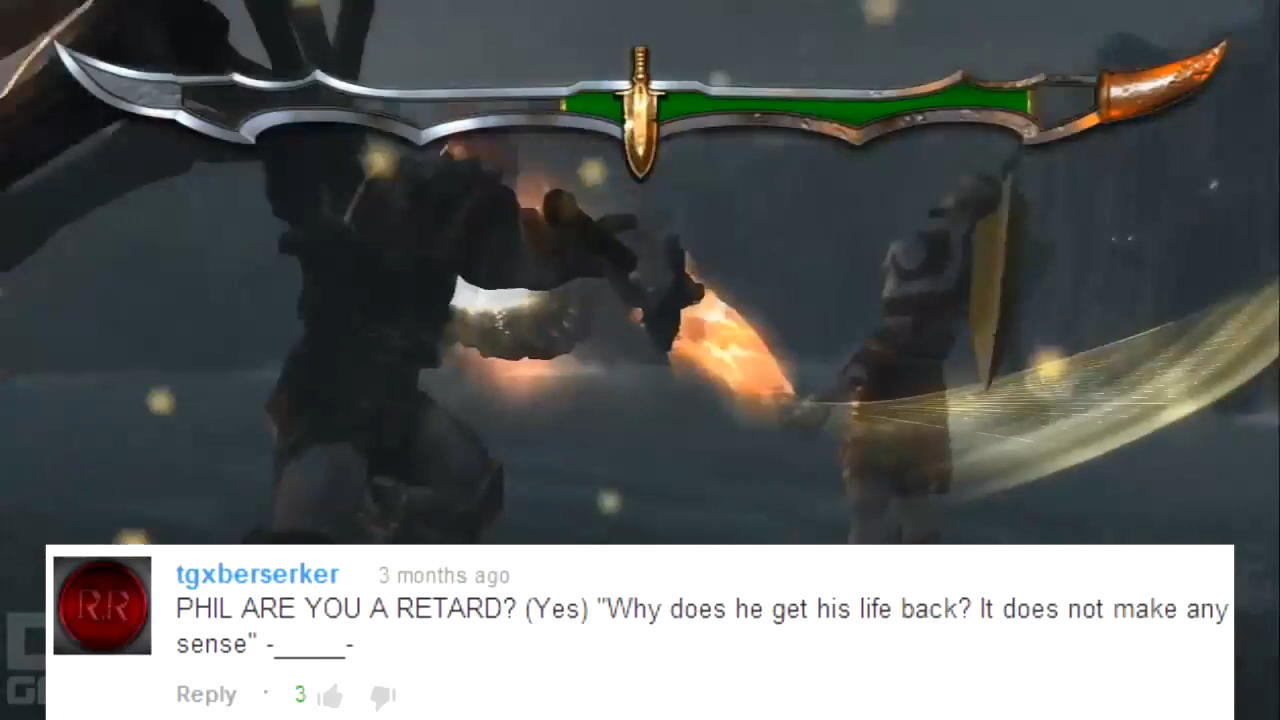 tgxberserker 3 months ago
PHIL ARE YOU A RETARD? (Yes) "Why does he get his life back? It does not make any
sense" -_____-
Reply · 3
R.R